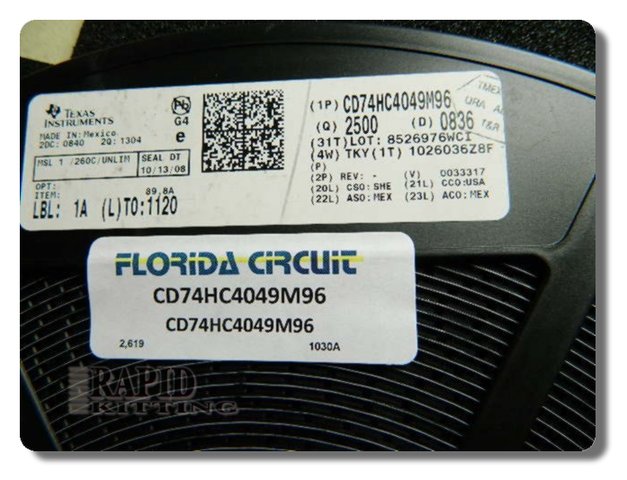 TEXAS
INSTRUMENTS
MADE IN: Mexico
2DC: 0840 2Q: 1304
G4
e
MSL 1 /260C/UNLIM
SEAL DT
10/13/08
OPT:
ITEM: 89,8A
LBL: 1A (L)T0:1120
(1P) CD74HC4049M96
(Q) 2500 (D) 0836
(31T)LOT: 8526976WCI
(4W) TKY(1T) 1026036Z8F
(P)
(2P) REV: - (V) 0033317
(20L) CSO:SHE (21L) CCO:USA
(22L) ASO:MEX (23L) ACO:MEX
FLORIDA CIRCUIT
CD74HC4049M96
CD74HC4049M96
2,619 1030A
RAPID
KITTING